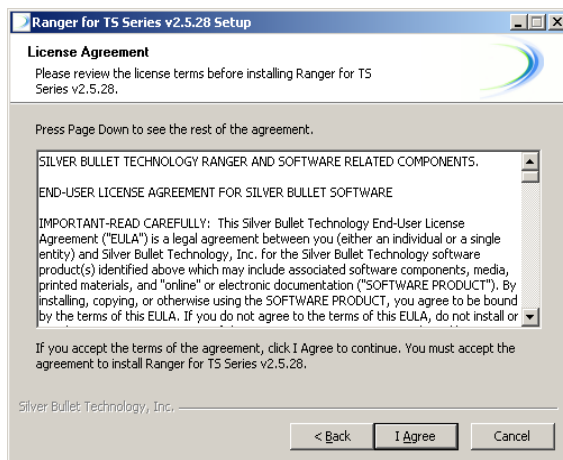 Ranger for TS Series v2.5.28 Setup
License Agreement
Please review the license terms before installing Ranger for TS
Series v2.5.28.
Press Page Down to see the rest of the agreement.
SILVER BULLET TECHNOLOGY RANGER AND SOFTWARE RELATED COMPONENTS.
END-USER LICENSE AGREEMENT FOR SILVER BULLET SOFTWARE
IMPORTANT-READ CAREFULLY: This Silver Bullet Technology End-User License
Agreement ("EULA") is a legal agreement between you (either an individual or a single
entity) and Silver Bullet Technology, Inc. for the Silver Bullet Technology software
product(s) identified above which may include associated software components, media,
printed materials, and "online" or electronic documentation ("SOFTWARE PRODUCT"). By
installing, copying, or otherwise using the SOFTWARE PRODUCT, you agree to be bound
by the terms of this EULA. If you do not agree to the terms of this EULA, do not install or
If you accept the terms of the agreement, click I Agree to continue. You must accept the
agreement to install Ranger for TS Series v2.5.28.
Silver Bullet Technology, Inc.
< Back
I Agree
Cancel